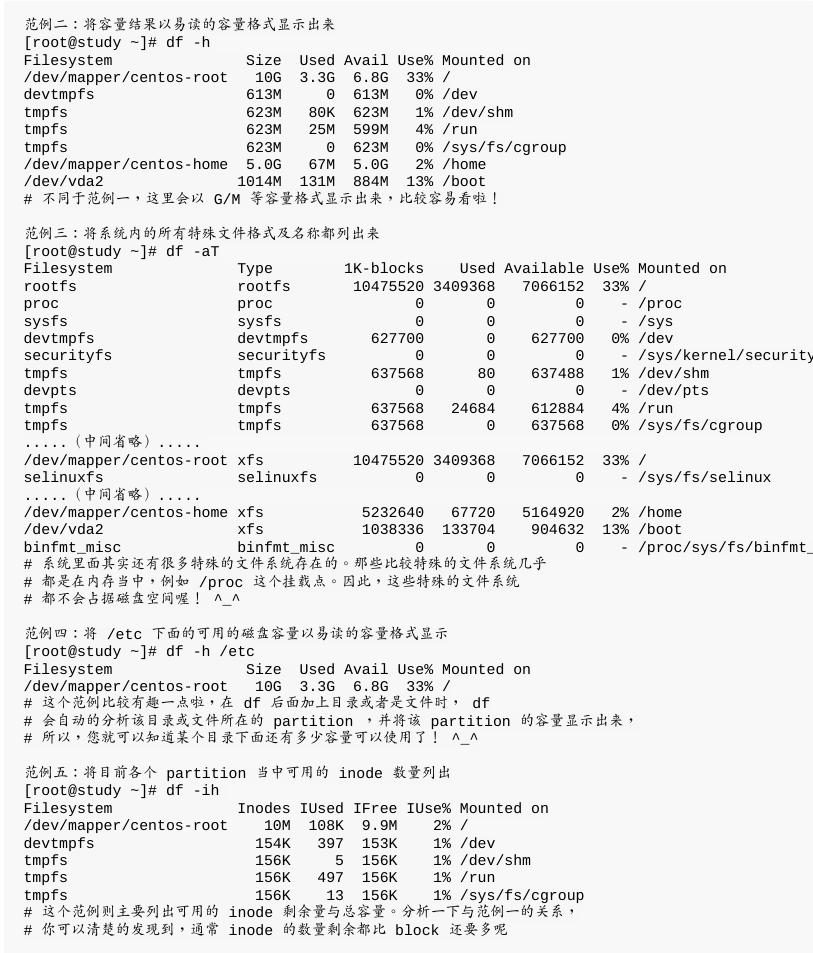 范例二：将容量结果以易读的容量格式显示出来
[root@study ~]# df -h
Filesystem               Size  Used Avail Use% Mounted on
/dev/mapper/centos-root   10G  3.3G  6.8G  33% /
devtmpfs                 613M     0  613M   0% /dev
tmpfs                    623M   80K  623M   1% /dev/shm
tmpfs                    623M   25M  599M   4% /run
tmpfs                    623M     0  623M   0% /sys/fs/cgroup
/dev/mapper/centos-home  5.0G   67M  5.0G   2% /home
/dev/vda2               1014M  131M  884M  13% /boot
# 不同于范例一，这里会以 G/M 等容量格式显示出来，比较容易看啦！
范例三：将系统内的所有特殊文件格式及名称都列出来
[root@study ~]# df -aT
Filesystem              Type        1K-blocks    Used Available Use% Mounted on
rootfs                  rootfs       10475520 3409368   7066152  33% /
proc                    proc                0       0         0    - /proc
sysfs                   sysfs               0       0         0    - /sys
devtmpfs                devtmpfs       627700       0    627700   0% /dev
securityfs              securityfs          0       0         0    - /sys/kernel/security
tmpfs                   tmpfs          637568      80    637488   1% /dev/shm
devpts                  devpts              0       0         0    - /dev/pts
tmpfs                   tmpfs          637568   24684    612884   4% /run
tmpfs                   tmpfs          637568       0    637568   0% /sys/fs/cgroup
.....（中间省略）.....
/dev/mapper/centos-root xfs          10475520 3409368   7066152  33% /
selinuxfs               selinuxfs           0       0         0    - /sys/fs/selinux
.....（中间省略）.....
/dev/mapper/centos-home xfs           5232640   67720   5164920   2% /home
/dev/vda2               xfs           1038336  133704    904632  13% /boot
binfmt_misc             binfmt_misc         0       0         0    - /proc/sys/fs/binfmt_
# 系统里面其实还有很多特殊的文件系统存在的。那些比较特殊的文件系统几乎
# 都是在内存当中，例如 /proc 这个挂载点。因此，这些特殊的文件系统
# 都不会占据磁盘空间喔！ ^_^
范例四：将 /etc 下面的可用的磁盘容量以易读的容量格式显示
[root@study ~]# df -h /etc
Filesystem               Size  Used Avail Use% Mounted on
/dev/mapper/centos-root   10G  3.3G  6.8G  33% /
# 这个范例比较有趣一点啦，在 df 后面加上目录或者是文件时， df
# 会自动的分析该目录或文件所在的 partition ，并将该 partition 的容量显示出来，
# 所以，您就可以知道某个目录下面还有多少容量可以使用了！ ^_^
范例五：将目前各个 partition 当中可用的 inode 数量列出
[root@study ~]# df -ih
Filesystem              Inodes IUsed IFree IUse% Mounted on
/dev/mapper/centos-root    10M  108K  9.9M    2% /
devtmpfs                  154K   397  153K    1% /dev
tmpfs                     156K     5  156K    1% /dev/shm
tmpfs                     156K   497  156K    1% /run
tmpfs                     156K    13  156K    1% /sys/fs/cgroup
# 这个范例则主要列出可用的 inode 剩余量与总容量。分析一下与范例一的关系，
# 你可以清楚的发现到，通常 inode 的数量剩余都比 block 还要多呢